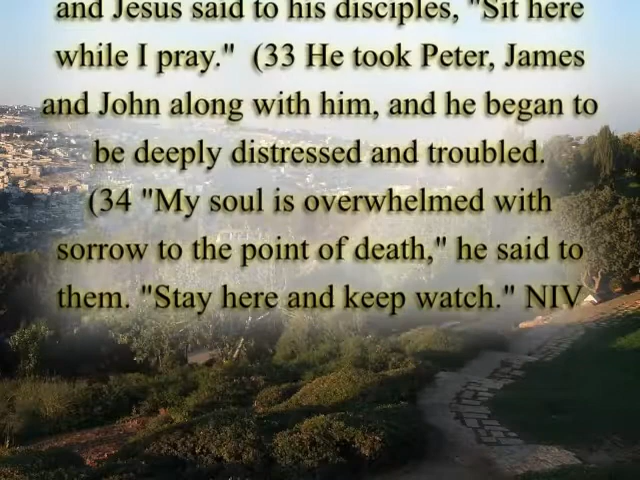 and Jesus said to his disciples, "Sit here
while I pray."  (33 He took Peter, James
and John along with him, and he began to
be deeply distressed and troubled.
(34 "My soul is overwhelmed with
sorrow to the point of death," he said to
them. "Stay here and keep watch." NIV